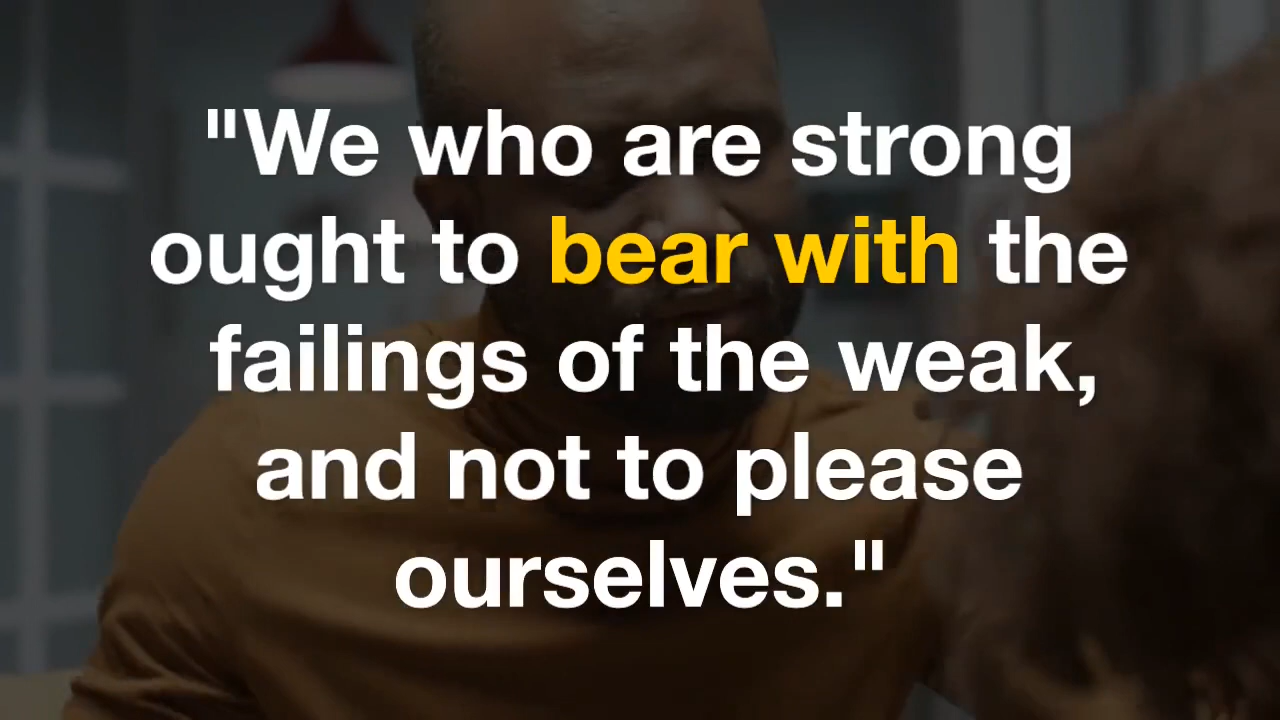 "We who are strong
ought to bear with the
failings of the weak,
and not to please
ourselves."